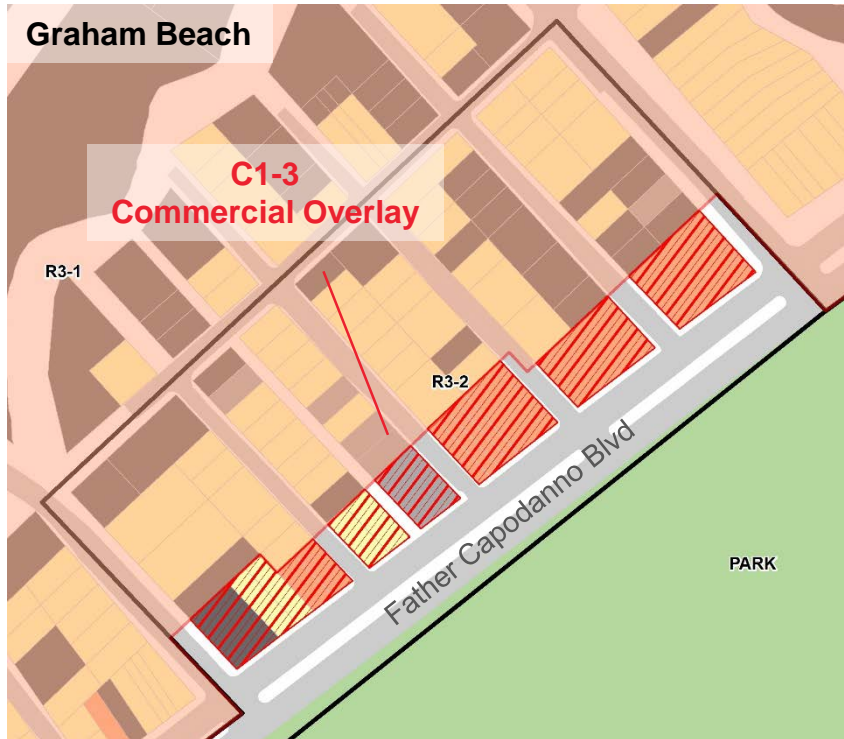 Graham Beach
C1-3
Commercial Overlay
R3-1
R3-2
Father Capodanno Blvd
PARK